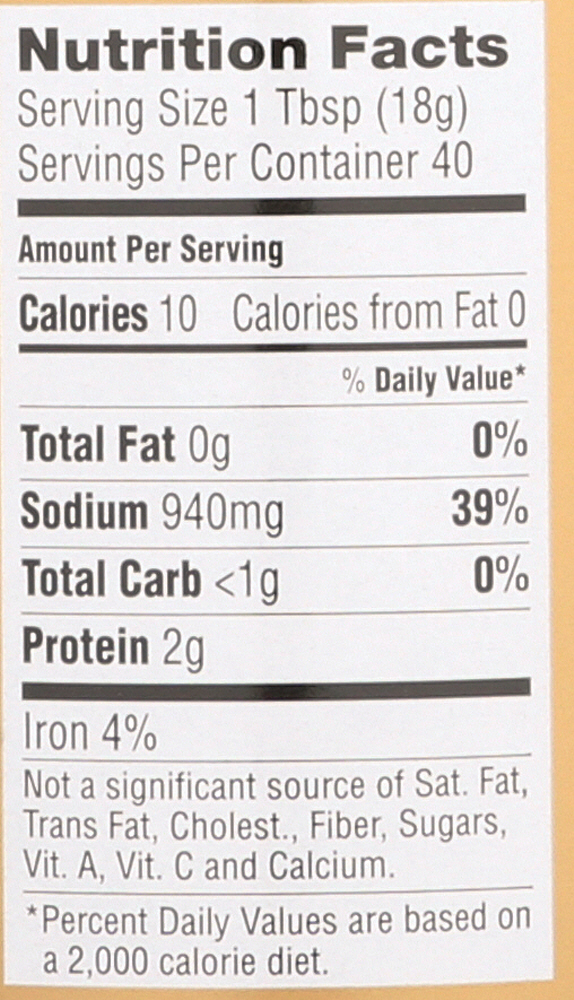 Nutrition Facts
Serving Size 1 Tbsp (18g)
Servings Per Container 40
Amount Per Serving
Calories 10 Calories from Fat 0
% Daily Value*
Total Fat 0g 0%
Sodium 940mg 39%
Total Carb <1g 0%
Protein 2g
Iron 4%
Not a significant source of Sat. Fat,
Trans Fat, Cholest., Fiber, Sugars,
Vit. A, Vit. C and Calcium.
*Percent Daily Values are based on
a 2,000 calorie diet.